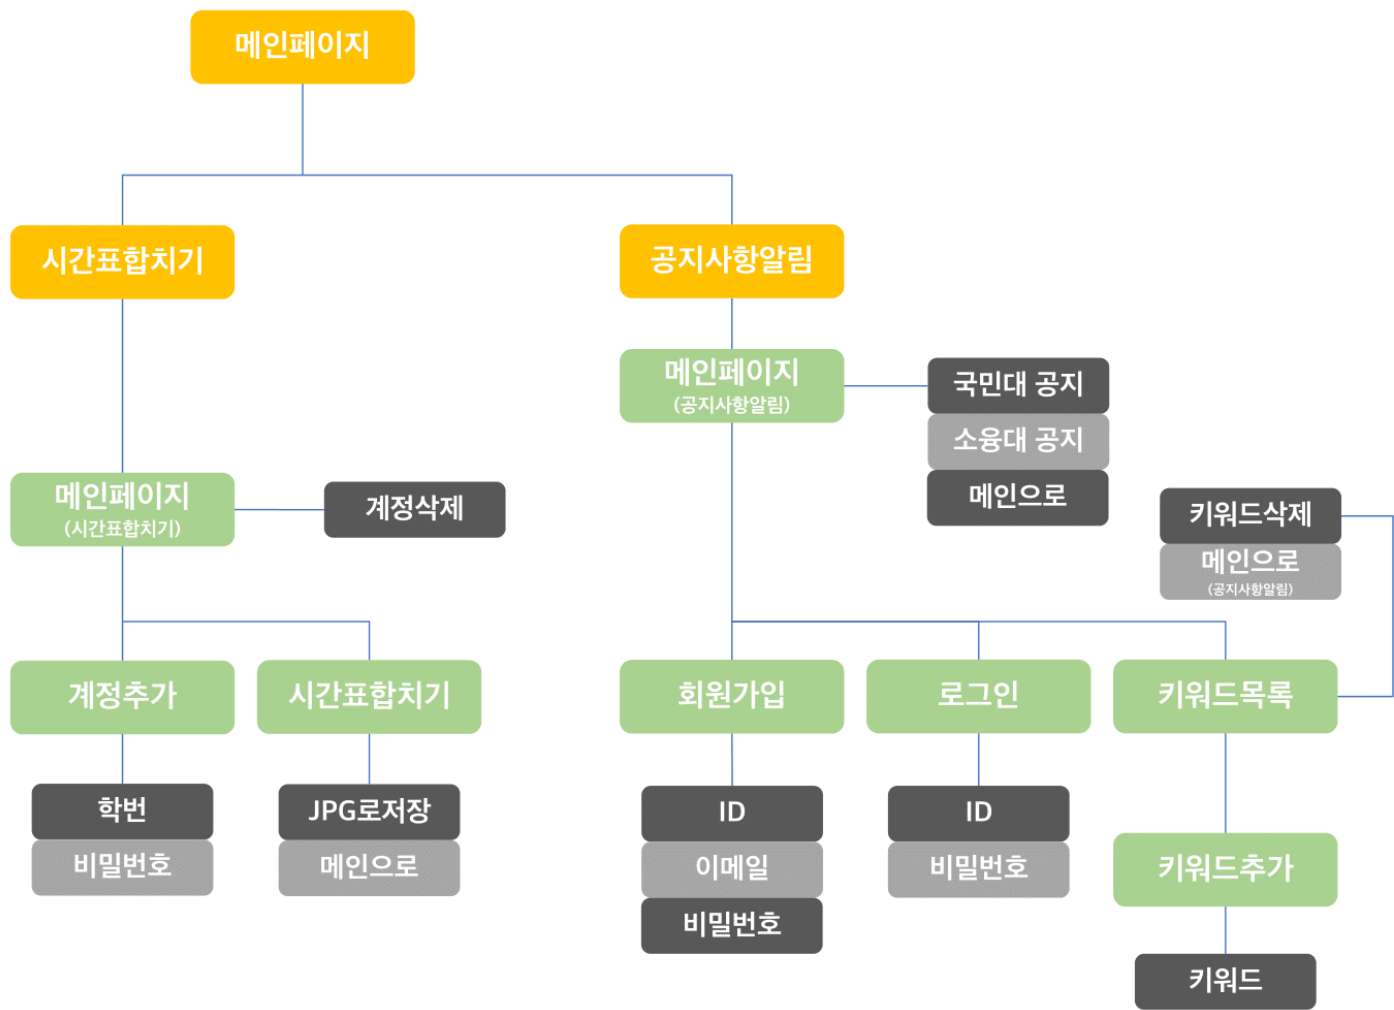 메인페이지
시간표합치기
공지사항알림
메인페이지
(공지사항알림)
국민대 공지
소융대 공지
메인으로
메인페이지
(시간표합치기)
계정삭제
키워드삭제
메인으로
(공지사항알림)
계정추가
시간표합치기
회원가입
로그인
키워드목록
학번
비밀번호
JPG로저장
메인으로
ID
이메일
비밀번호
ID
비밀번호
키워드추가
키워드